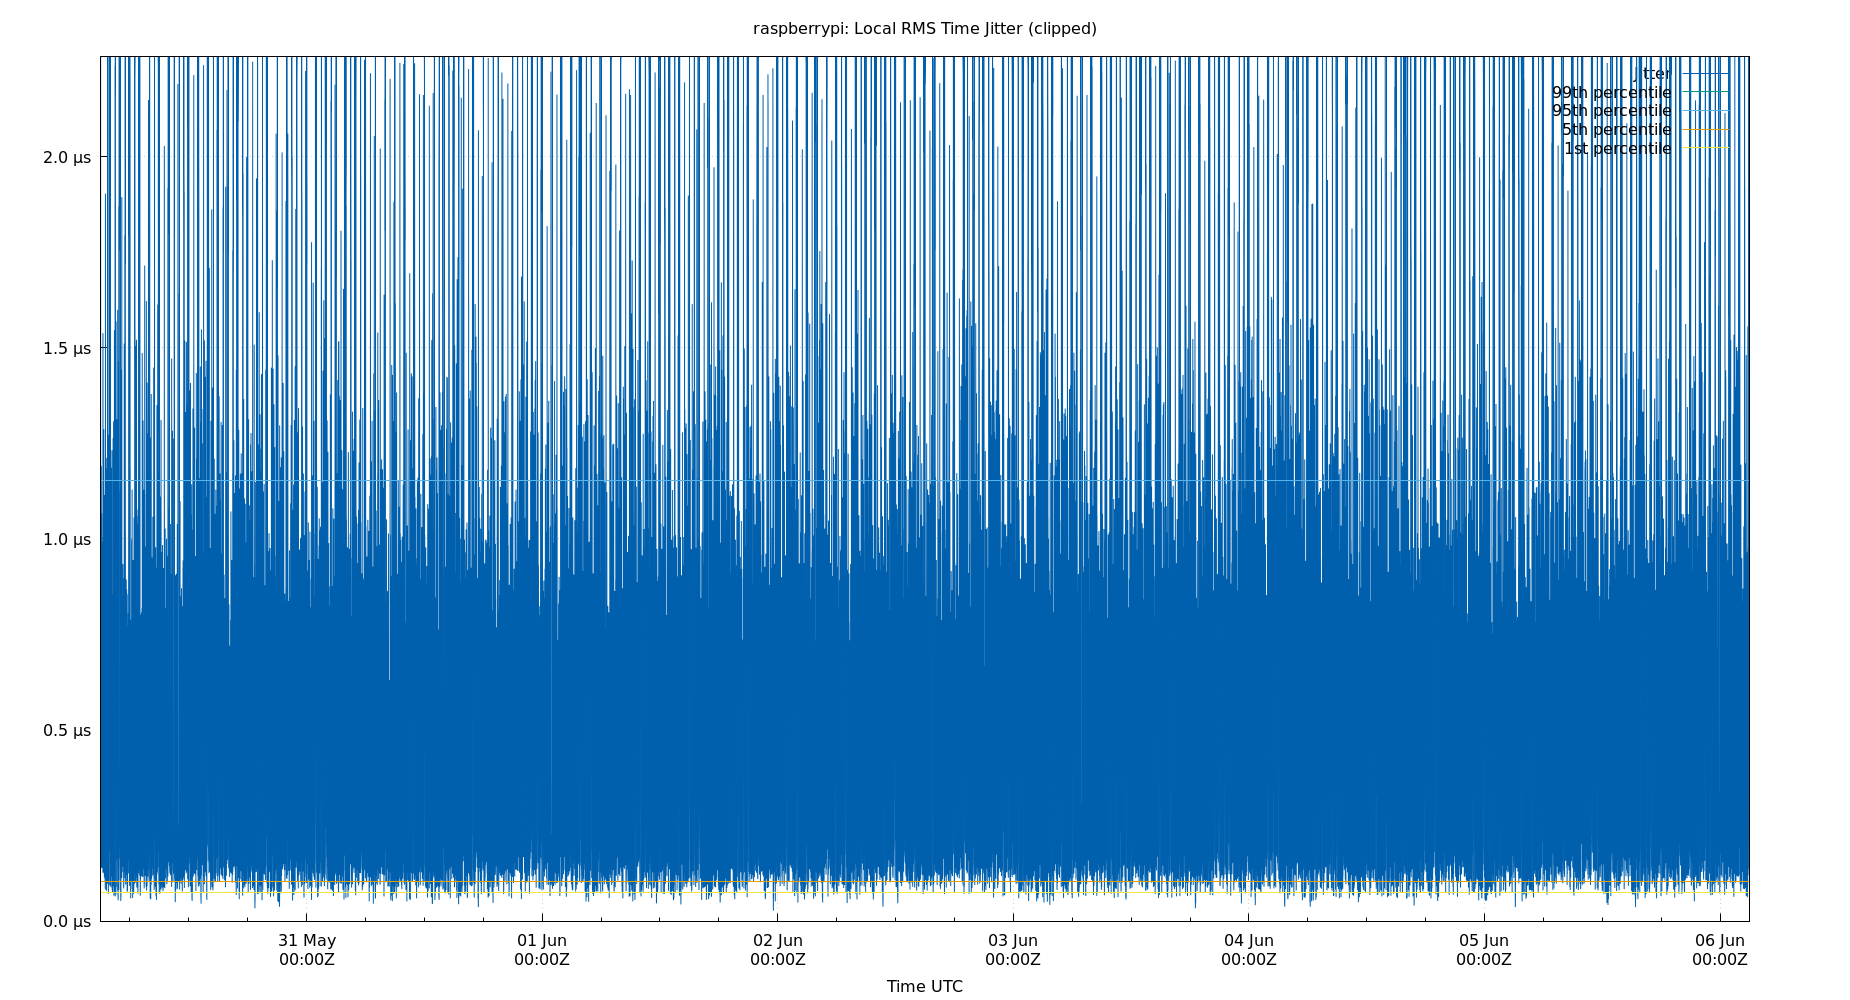 raspberrypi: Local RMS Time Jitter (clipped)
jitter
99th percentile
95th percentile
5th percentile
1st percentile
2.0 μs
1.5 μs
1.0 μs
0.5 μs
0.0 μs
31 May
00:00Z
01 Jun
00:00Z
02 Jun
00:00Z
03 Jun
00:00Z
04 Jun
00:00Z
05 Jun
00:00Z
06 Jun
00:00Z
Time UTC